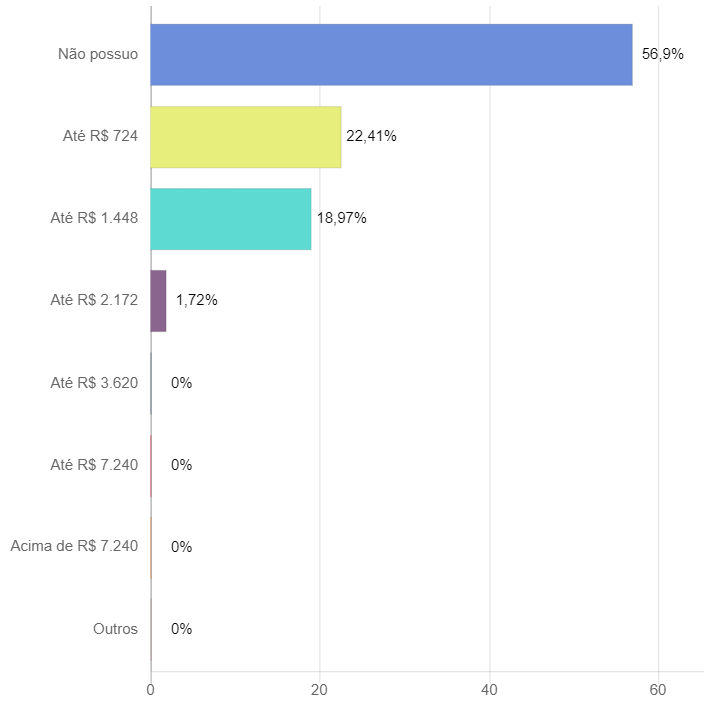 Não possuo 56,9%
Até R$ 724 22,41%
Até R$ 1.448 18,97%
Até R$ 2.172 1,72%
Até R$ 3.620 0%
Até R$ 7.240 0%
Acima de R$ 7.240 0%
Outros 0%
0 20 40 60